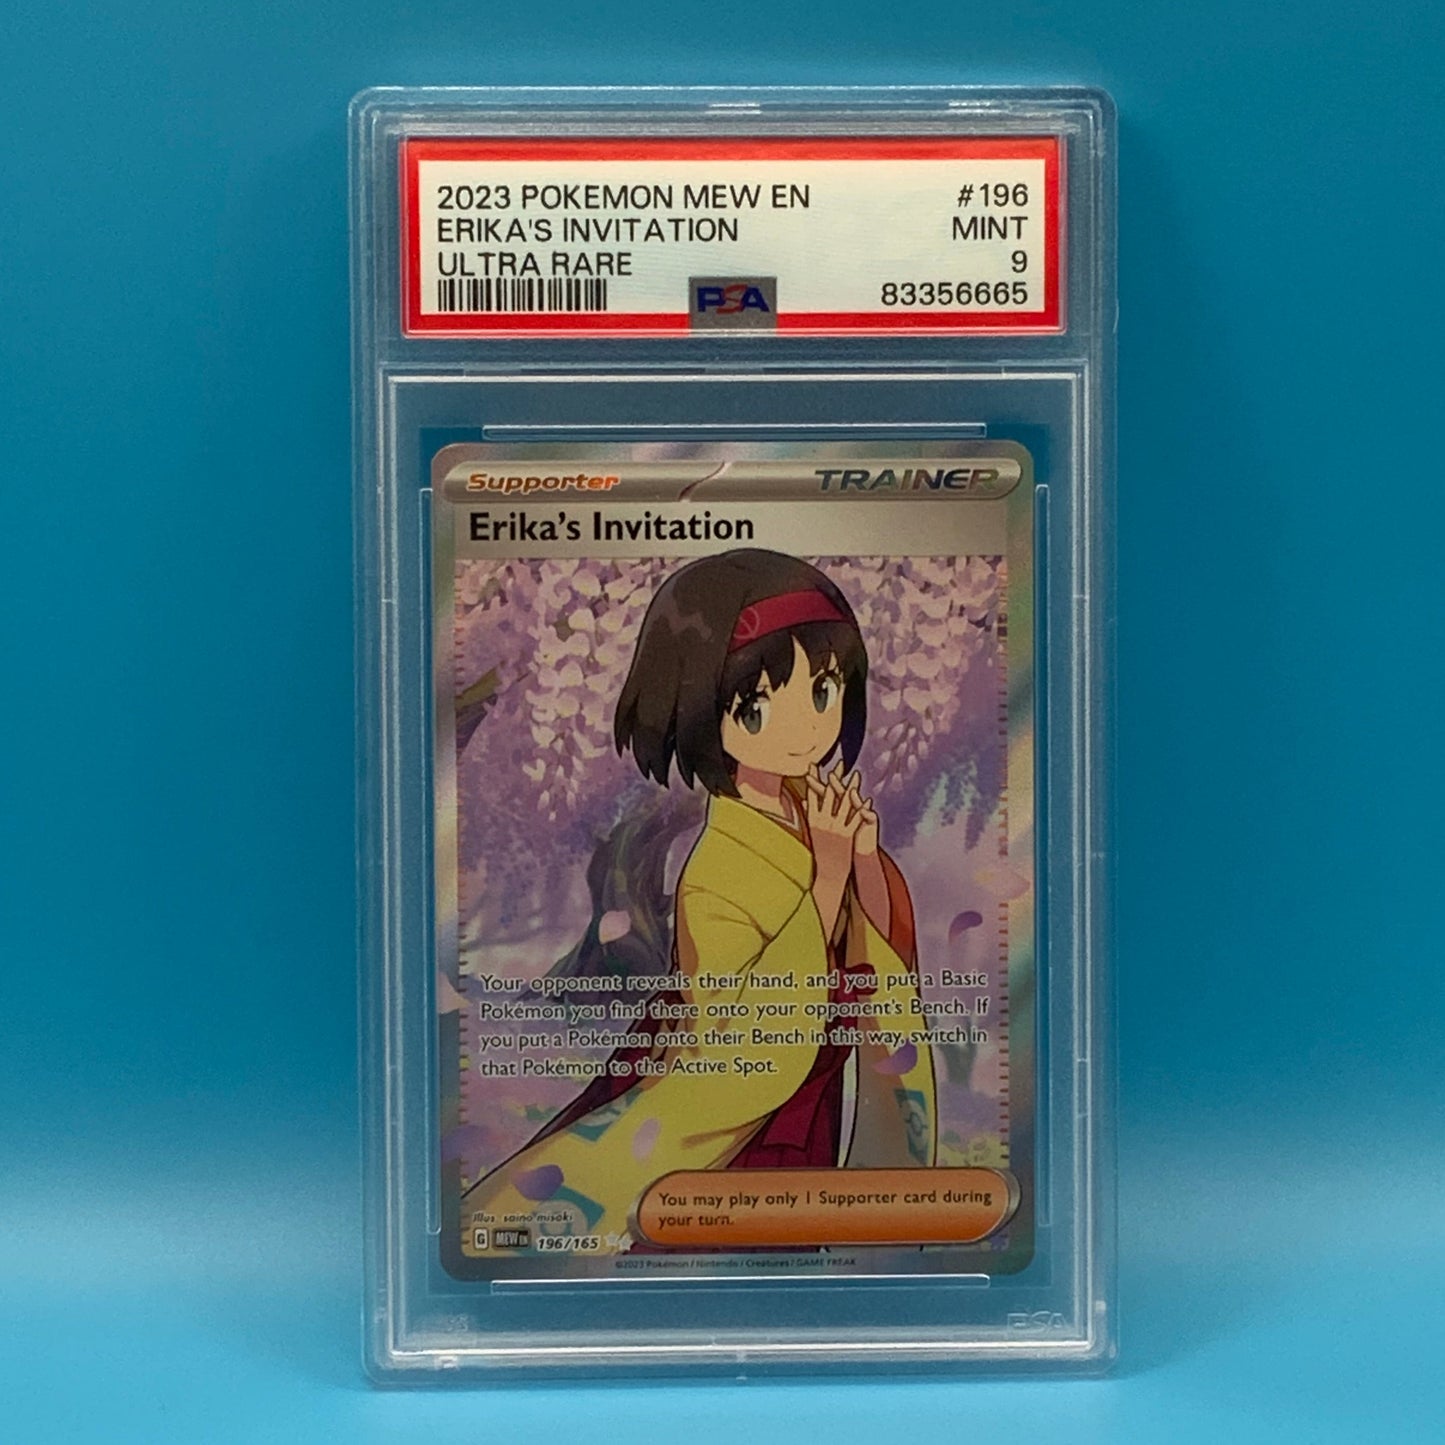 2023 POKEMON MEW EN #196
ERIKA'S INVITATION MINT
ULTRA RARE 9
PSA 83356665
Supporter TRAINER
Erika's Invitation
Your opponent reveals their hand, and you put a Basic
Pokémon you find there onto your opponent's Bench. If
you put a Pokémon onto their Bench in this way, switch in
that Pokémon to the Active Spot.
You may play only 1 Supporter card during
your turn.
Illus. saino misaki
G MEW EN 196/165
©2023 Pokémon / Nintendo / Creatures / GAME FREAK
PSA